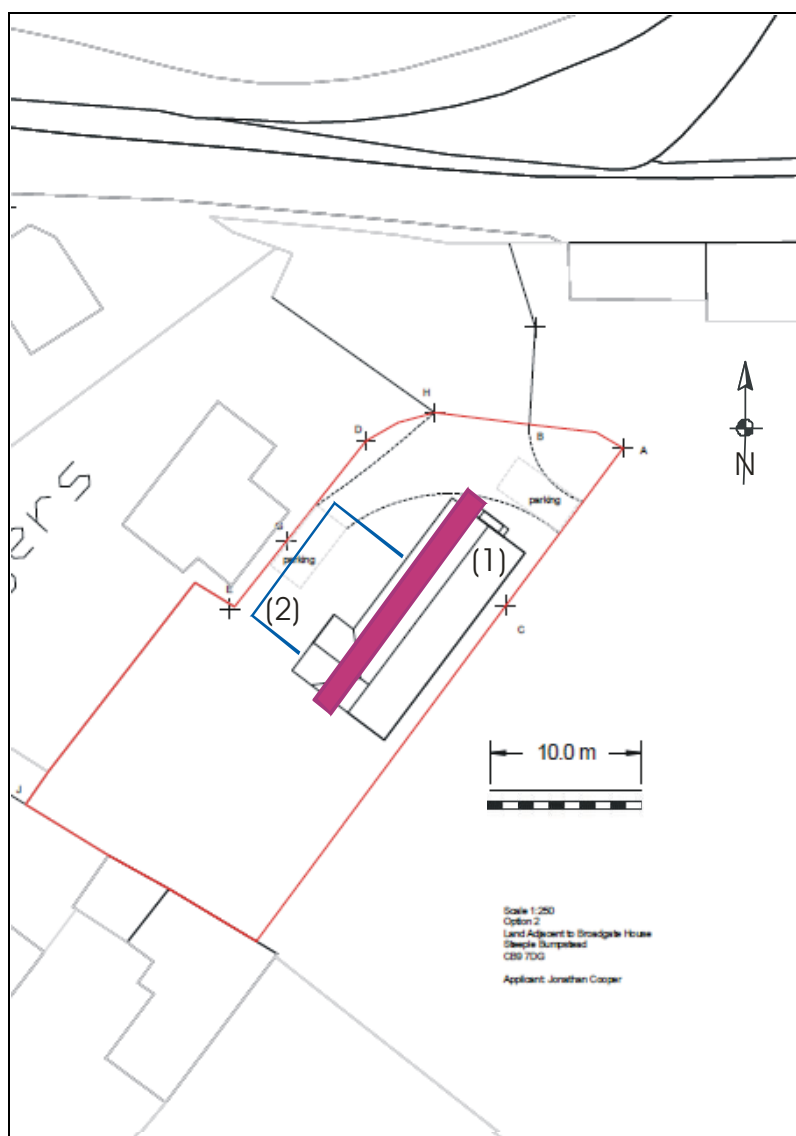 H
D
B
A
N
parking
G
parking
(1)
E
(2)
C
ers
10.0 m
J
Scale 1:250
Option 2
Land Adjacent to Broadgate House
Steeple Bumpstead
CB9 7DG
Applicant: Jonathan Cooper